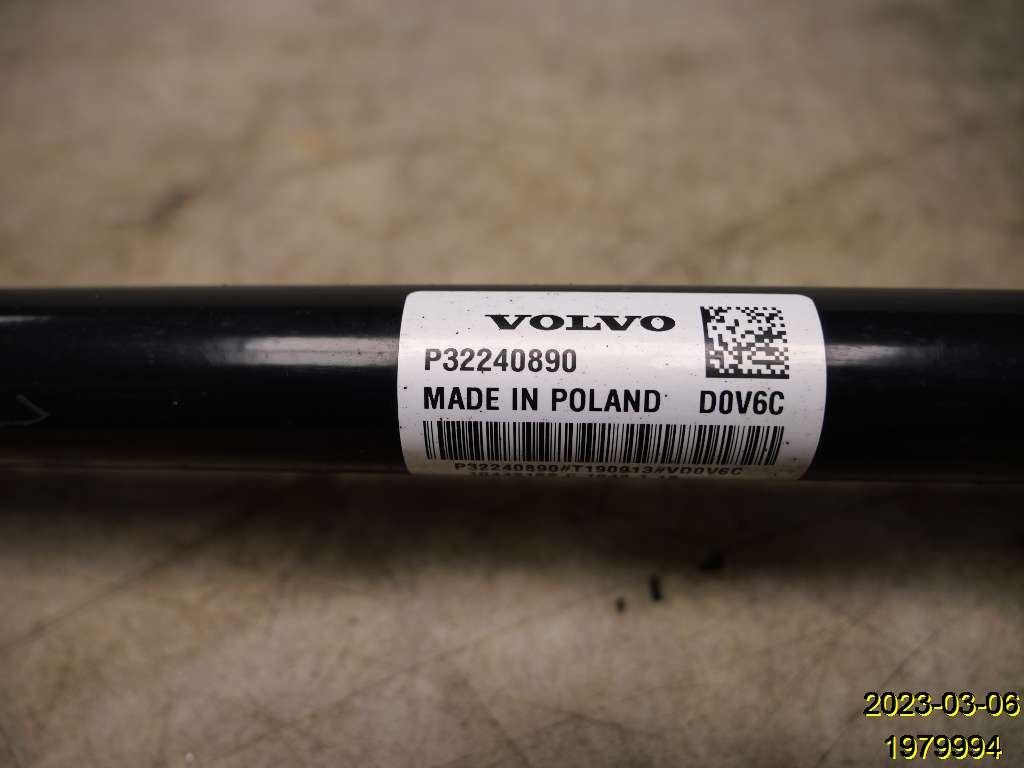 VOLVO
P32240890
MADE IN POLAND D0V6C
P32240890#T190913#VD0V6C
2023-03-06
1979994